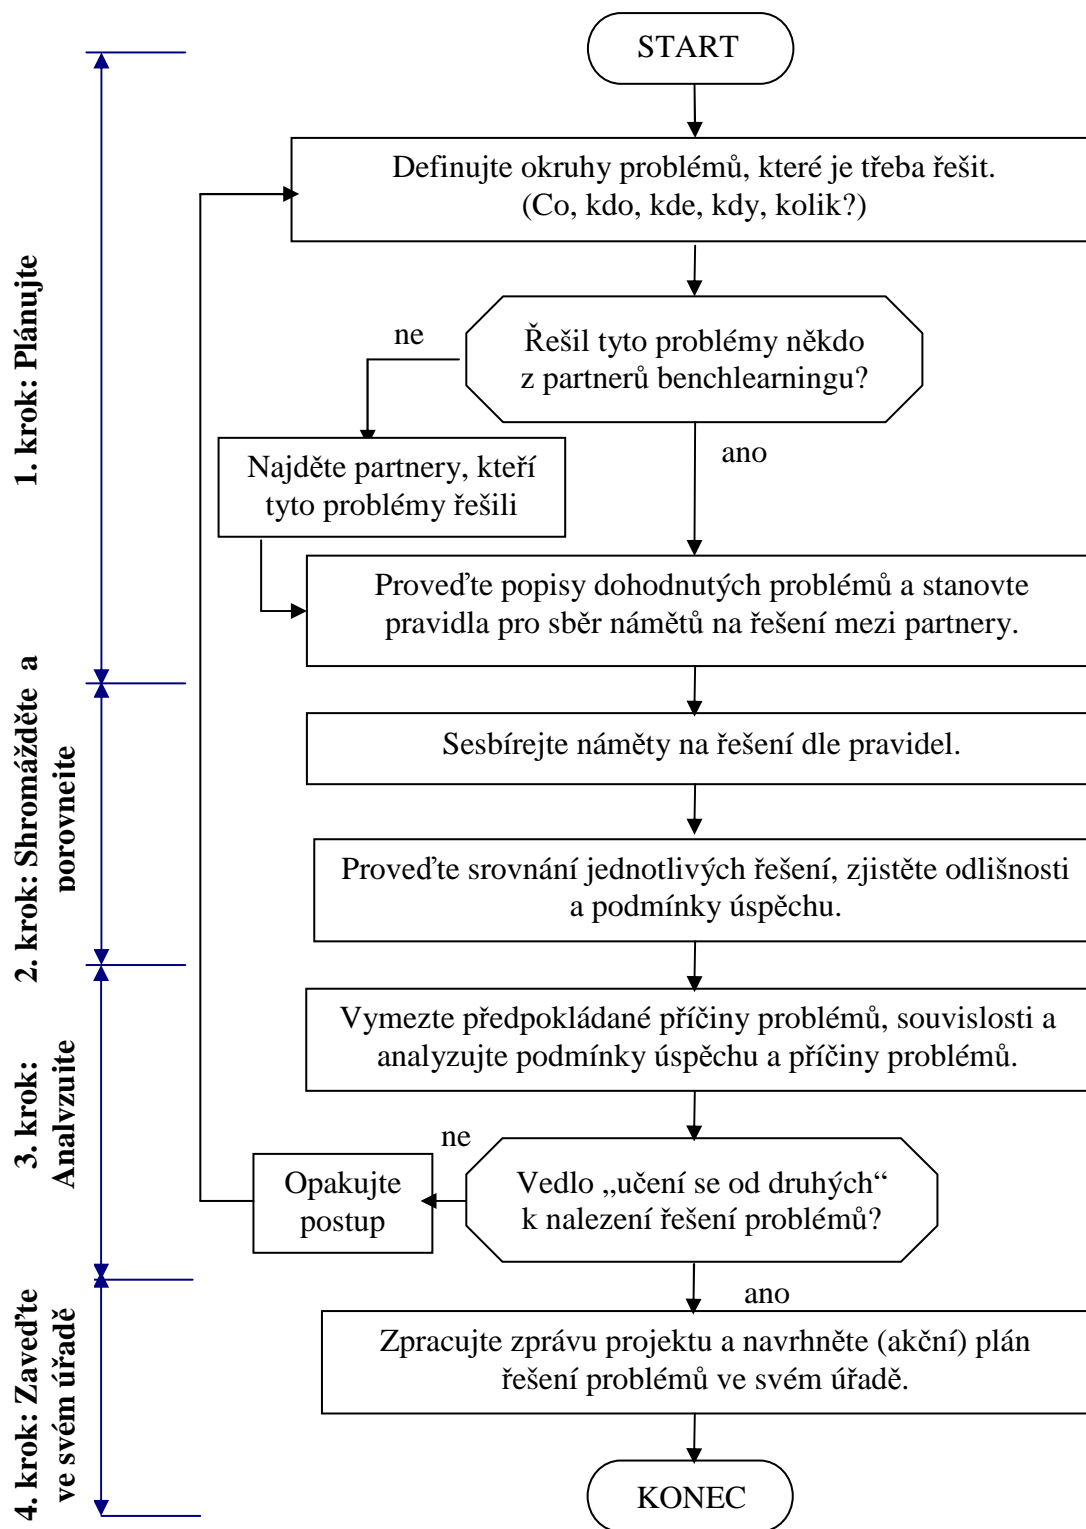 START
Definujte okruhy problémů, které je třeba řešit.
(Co, kdo, kde, kdy, kolik?)
ne
Řešil tyto problémy někdo
z partnerů benchlearningu?
ano
Najděte partnery, kteří
tyto problémy řešili
Proveďte popisy dohodnutých problémů a stanovte
pravidla pro sběr námětů na řešení mezi partnery.
1. krok: Plánujte
Sesbírejte náměty na řešení dle pravidel.
Proveďte srovnání jednotlivých řešení, zjistěte odlišnosti
a podmínky úspěchu.
2. krok: Shromážděte a
porovnejte
Vymezte předpokládané příčiny problémů, souvislosti a
analyzujte podmínky úspěchu a příčiny problémů.
ne
Vedlo „učení se od druhých“
k nalezení řešení problémů?
Opakujte
postup
3. krok:
Analyzujte
ano
Zpracujte zprávu projektu a navrhněte (akční) plán
řešení problémů ve svém úřadě.
4. krok: Zaveďte
ve svém úřadě
KONEC